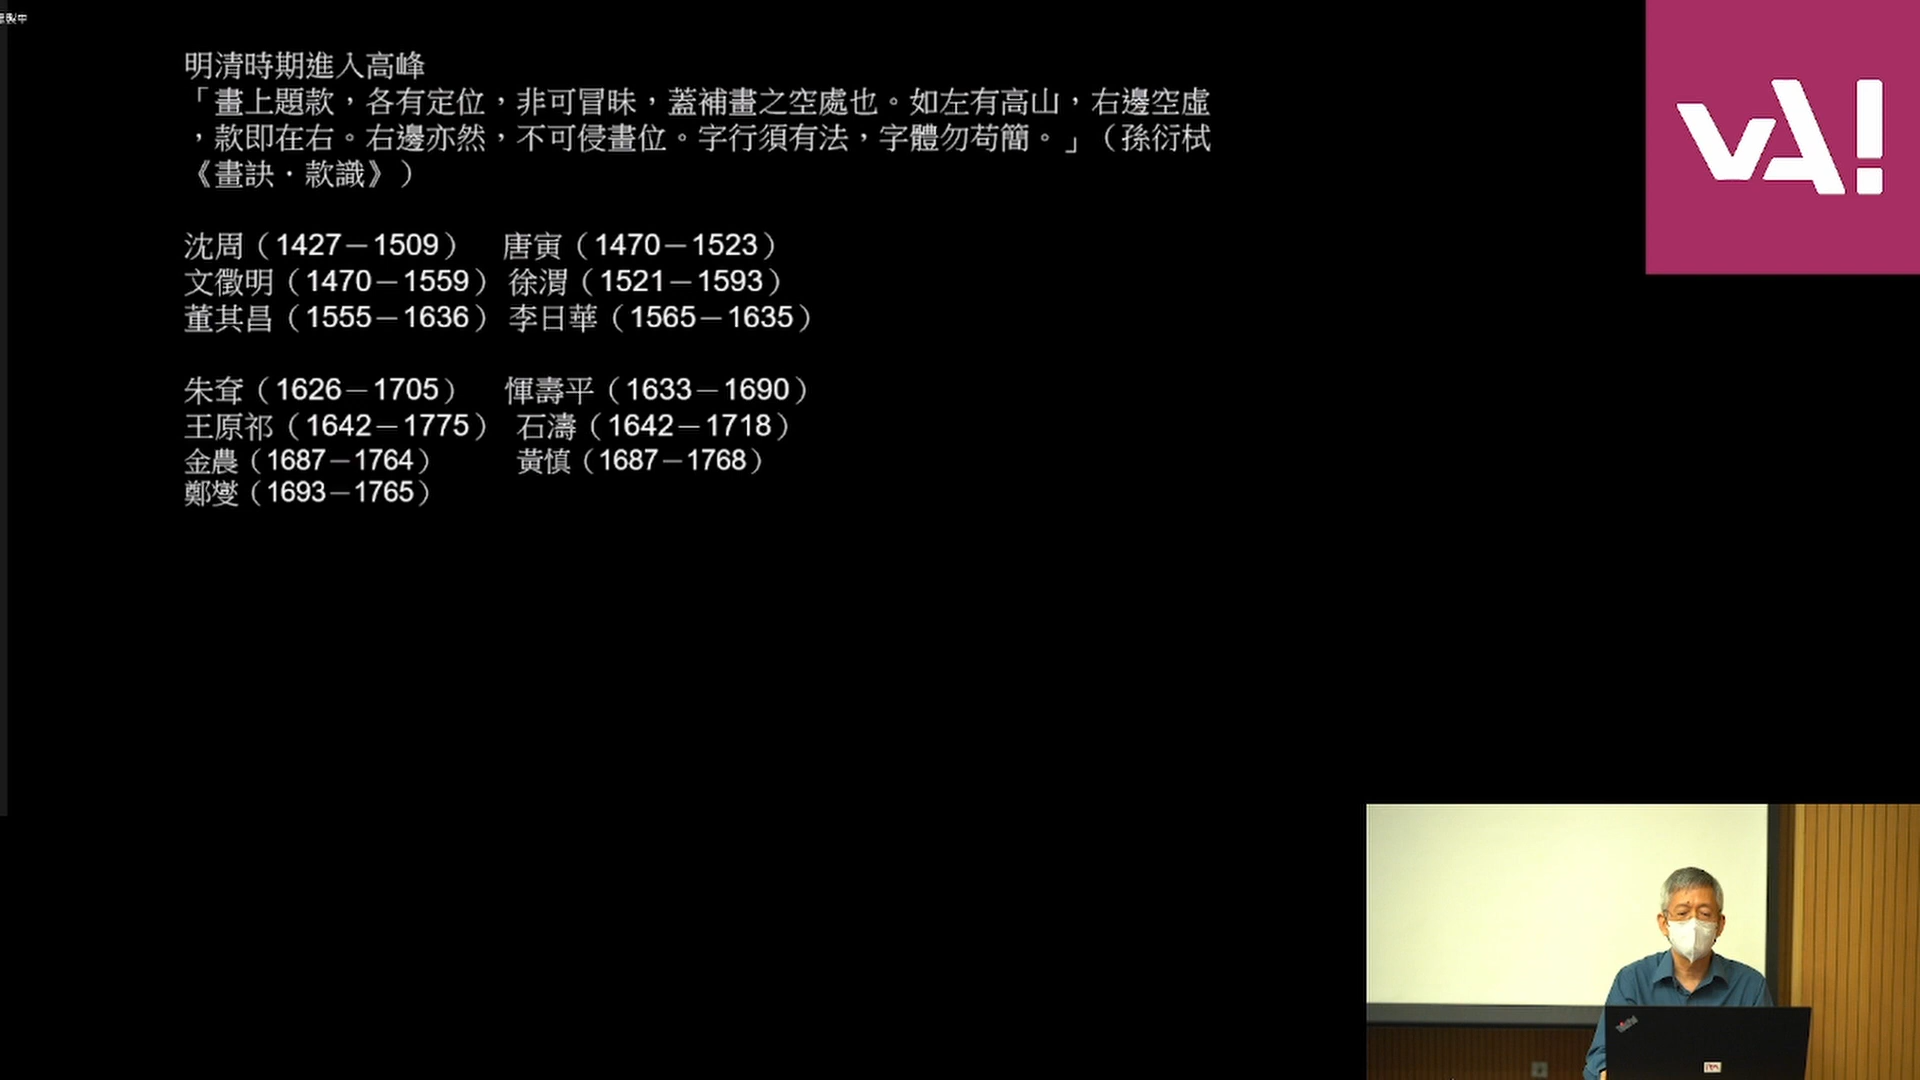 明清時期進入高峰
「畫上題款，各有定位，非可冒昧，蓋補畫之空處也。如左有高山，右邊空虛
，款即在右。右邊亦然，不可侵畫位。字行須有法，字體勿苟簡。」（孫衍栻
《畫訣．款識》）
沈周（1427－1509） 唐寅（1470－1523）
文徵明（1470－1559） 徐渭（1521－1593）
董其昌（1555－1636） 李日華（1565－1635）
朱耷（1626－1705） 惲壽平（1633－1690）
王原祁（1642－1775） 石濤（1642－1718）
金農（1687－1764） 黃慎（1687－1768）
鄭燮（1693－1765）
vA!